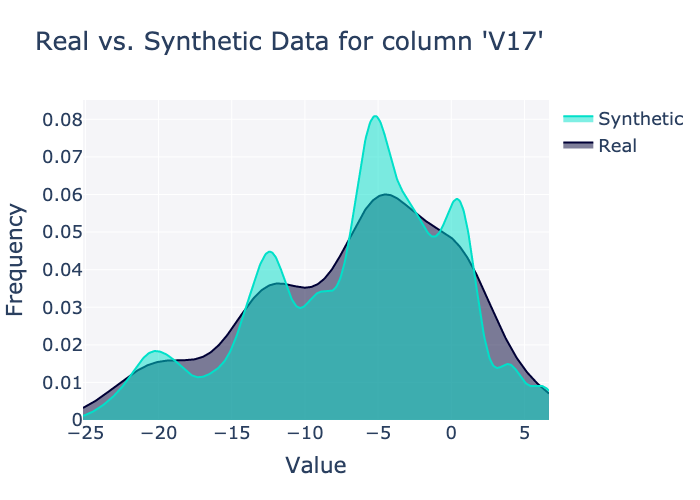 Real vs. Synthetic Data for column 'V17'
Synthetic
Real
Frequency
0.08
0.07
0.06
0.05
0.04
0.03
0.02
0.01
0
−25 −20 −15 −10 −5 0 5
Value